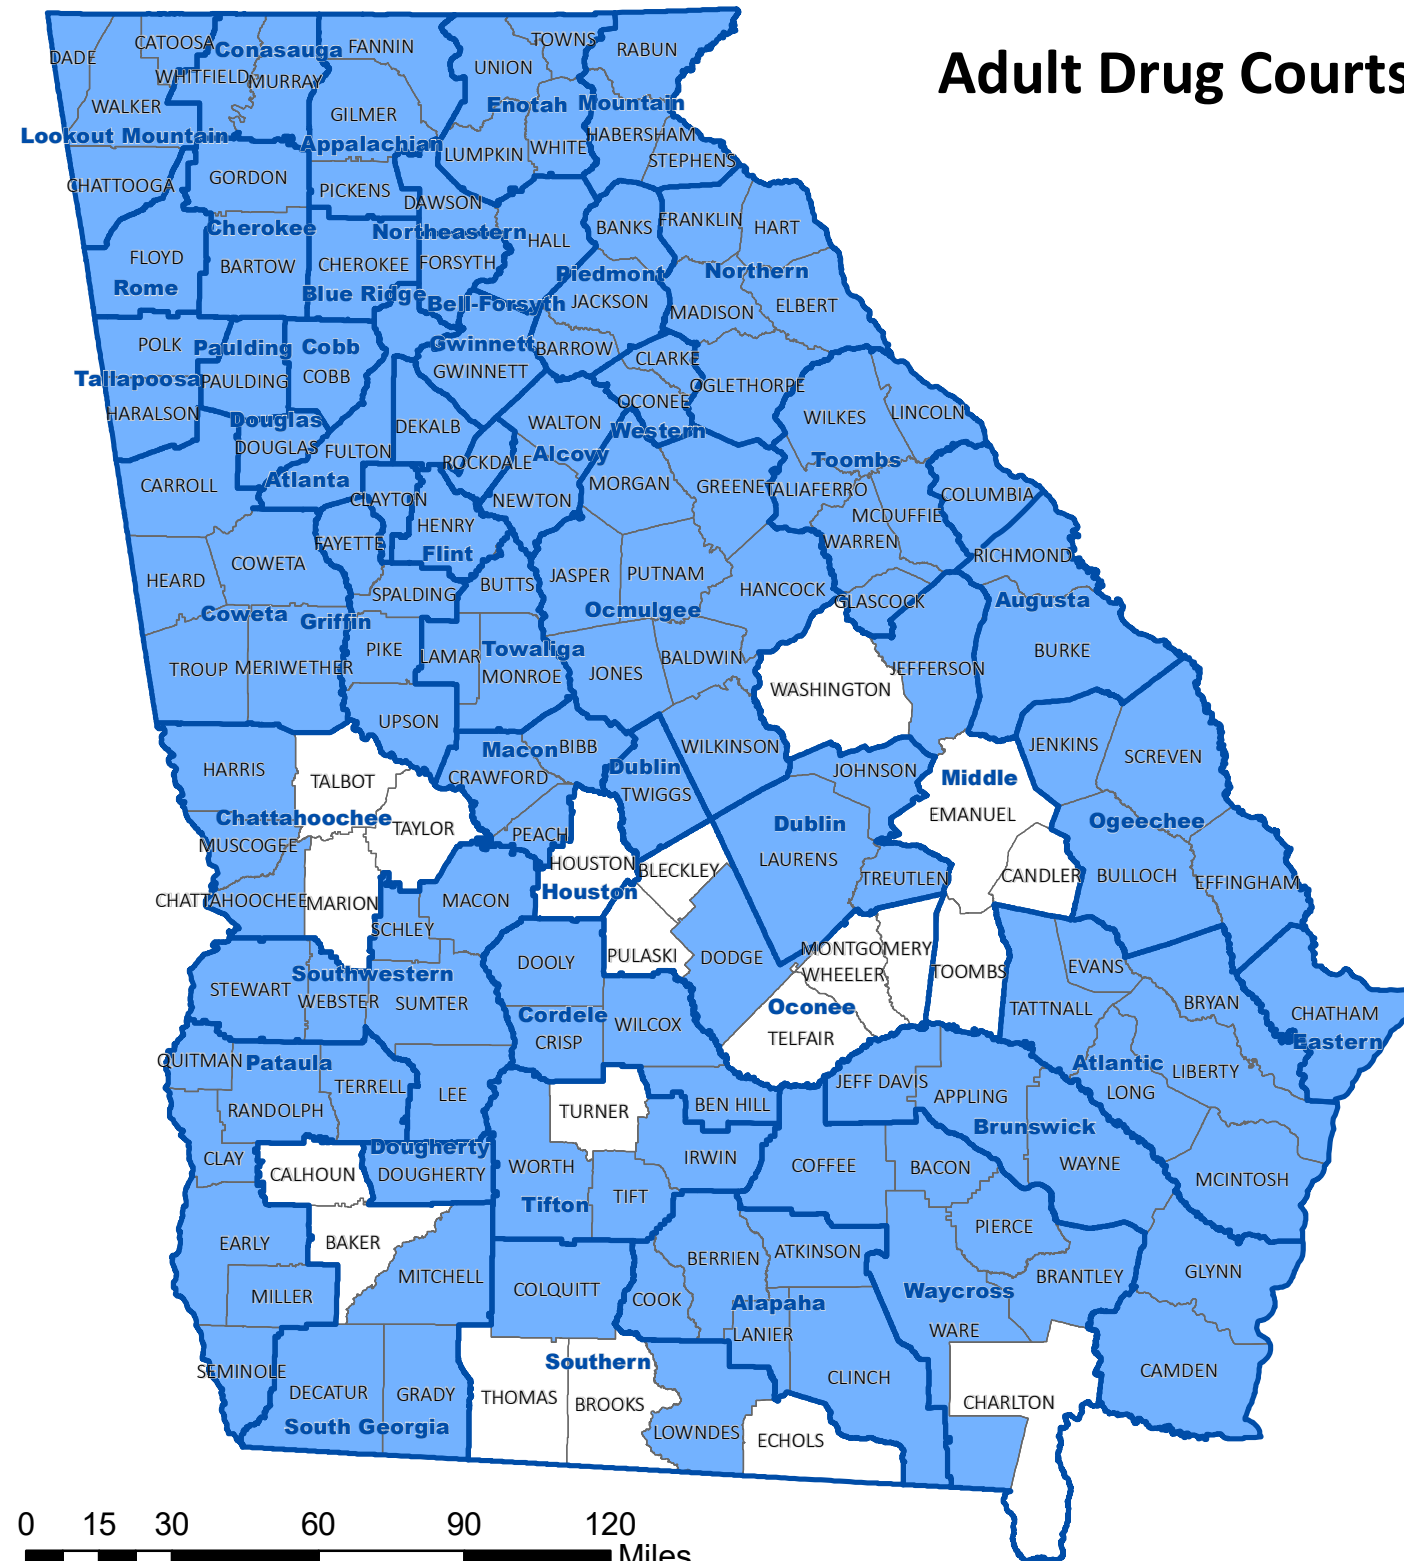 Adult Drug Courts
DADE
CATOOSA
Conasauga
FANNIN
TOWNS
RABUN
WHITFIELD
MURRAY
UNION
WALKER
GILMER
Enotah
Mountain
Lookout Mountain
Appalachian
HABERSHAM
LUMPKIN
WHITE
STEPHENS
CHATTOOGA
GORDON
PICKENS
DAWSON
Cherokee
Northeastern
HALL
BANKS
FRANKLIN
HART
FLOYD
BARTOW
CHEROKEE
FORSYTH
Piedmont
Northern
Rome
Blue Ridge
Bell-Forsyth
JACKSON
MADISON
ELBERT
POLK
Paulding
Cobb
Gwinnett
BARROW
CLARKE
Tallapoosa
PAULDING
COBB
GWINNETT
OGLETHORPE
HARALSON
Douglas
OCONEE
WILKES
LINCOLN
DOUGLAS
FULTON
DEKALB
WALTON
Western
ROCKDALE
Alcovy
Toombs
CARROLL
Atlanta
CLAYTON
NEWTON
MORGAN
GREENE
TALIAFERRO
COLUMBIA
HENRY
MCDUFFIE
FAYETTE
Flint
WARREN
RICHMOND
HEARD
COWETA
SPALDING
BUTTS
JASPER
PUTNAM
HANCOCK
GLASCOCK
Augusta
Coweta
Griffin
Ocmulgee
TROUP
MERIWETHER
PIKE
LAMAR
Towaliga
MONROE
JONES
BALDWIN
WASHINGTON
JEFFERSON
BURKE
UPSON
HARRIS
TALBOT
Macon
BIBB
CRAWFORD
Dublin
TWIGGS
WILKINSON
JOHNSON
Middle
JENKINS
SCREVEN
Chattahoochee
TAYLOR
PEACH
Dublin
EMANUEL
Ogeechee
MUSCOGEE
HOUSTON
BLECKLEY
LAURENS
TREUTLEN
CANDLER
BULLOCH
EFFINGHAM
CHATTAHOOCHEE
MARION
MACON
Houston
SCHLEY
DOOLY
PULASKI
DODGE
MONTGOMERY
WHEELER
TOOMBS
EVANS
STEWART
Southwestern
WEBSTER
SUMTER
Cordele
CRISP
WILCOX
Oconee
TELFAIR
TATTNALL
BRYAN
CHATHAM
Eastern
QUITMAN
Pataula
TERRELL
LEE
TURNER
BEN HILL
JEFF DAVIS
APPLING
Atlantic
LONG
LIBERTY
RANDOLPH
Brunswick
CLAY
CALHOUN
Dougherty
DOUGHERTY
WORTH
IRWIN
COFFEE
BACON
WAYNE
MCINTOSH
Tifton
TIFT
EARLY
BAKER
MITCHELL
PIERCE
BERRIEN
ATKINSON
BRANTLEY
GLYNN
MILLER
COLQUITT
COOK
Alapaha
Waycross
LANIER
WARE
SEMINOLE
DECATUR
GRADY
Southern
THOMAS
BROOKS
CLINCH
CHARLTON
CAMDEN
South Georgia
LOWNDES
ECHOLS
0 15 30 60 90 120
Miles